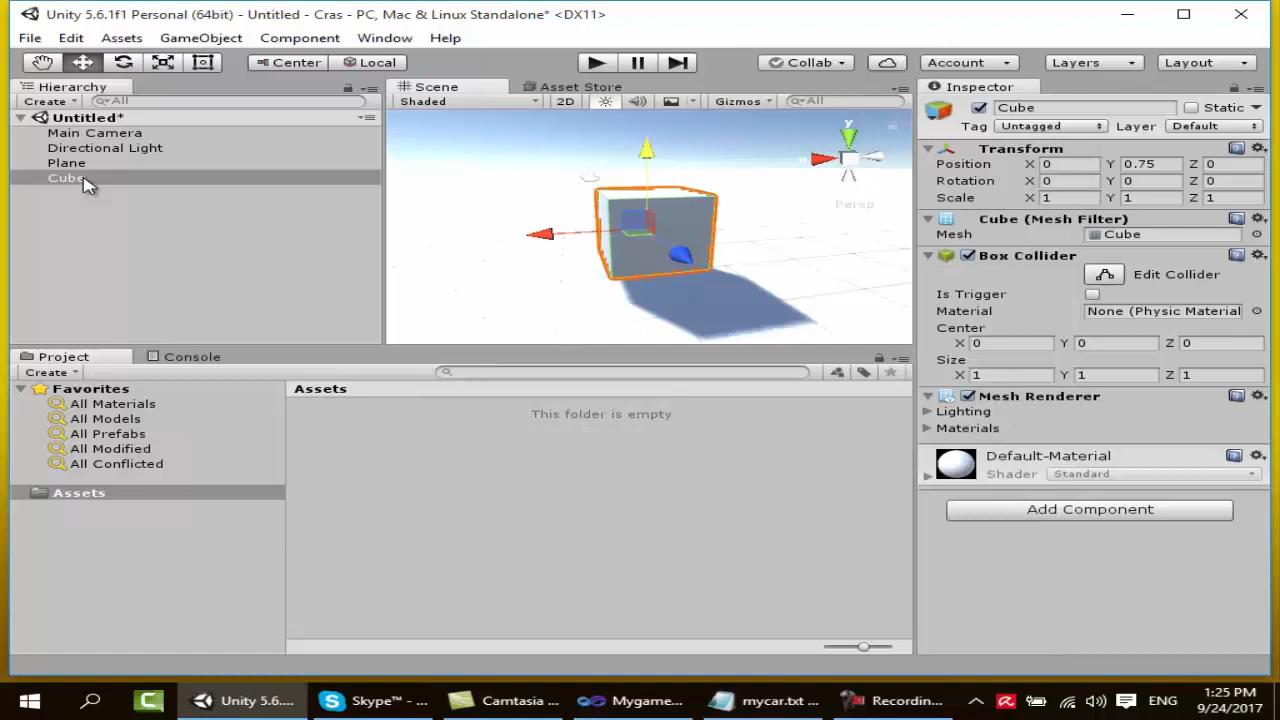 Unity 5.6.1f1 Personal (64bit) - Untitled - Cras - PC, Mac & Linux Standalone* <DX11>
File Edit Assets GameObject Component Window Help
Center Local Collab Account Layers Layout
Hierarchy
Create All
Untitled*
Main Camera
Directional Light
Plane
Cube
Scene Asset Store
Shaded 2D Gizmos All
y
Persp
Inspector
Cube Static
Tag Untagged Layer Default
Transform
Position X 0 Y 0.75 Z 0
Rotation X 0 Y 0 Z 0
Scale X 1 Y 1 Z 1
Cube (Mesh Filter)
Mesh Cube
Box Collider
Edit Collider
Is Trigger
Material None (Physic Material
Center
X 0 Y 0 Z 0
Size
X 1 Y 1 Z 1
Mesh Renderer
Lighting
Materials
Default-Material
Shader Standard
Add Component
Project Console
Create
Favorites
All Materials
All Models
All Prefabs
All Modified
All Conflicted
Assets
Assets
This folder is empty
Unity 5.6.... Skype™ - ... Camtasia ... Mygame... mycar.txt ... Recordin... ENG
1:25 PM
9/24/2017